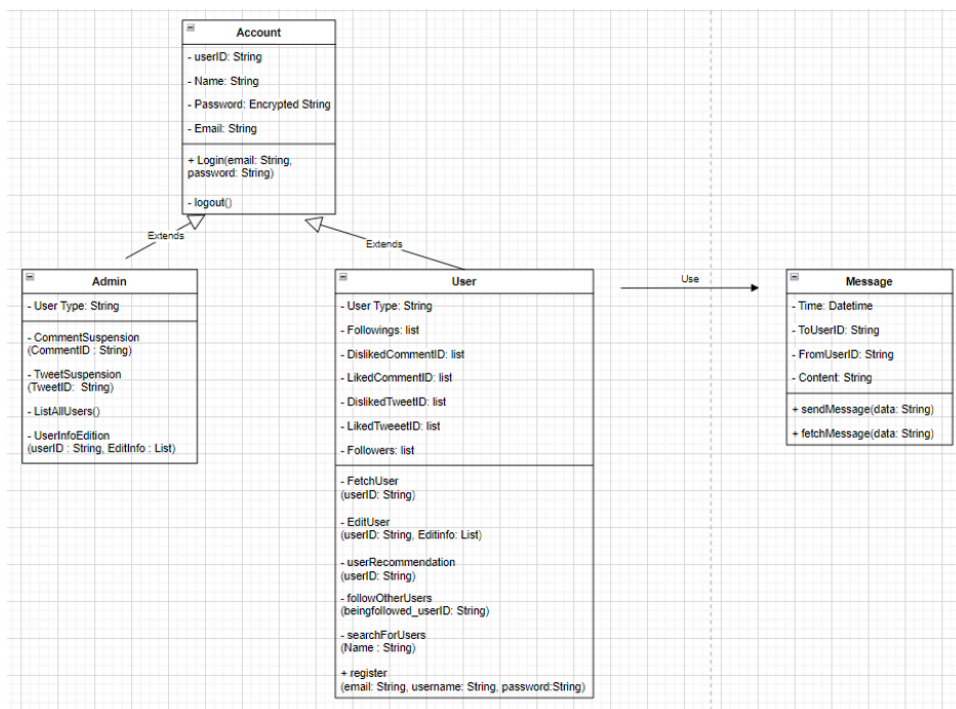 Account
- userID: String
- Name: String
- Password: Encrypted String
- Email: String
+ Login(email: String,
password: String)
- logout()
Extends
Extends
Admin
- User Type: String
- CommentSuspension
(CommentID : String)
- TweetSuspension
(TweetID:  String)
- ListAllUsers()
- UserInfoEdition
(userID : String, EditInfo : List)
User
- User Type: String
- Followings: list
- DislikedCommentID: list
- LikedCommentID: list
- DislikedTweetID: list
- LikedTweeetID: list
- Followers: list
- FetchUser
(userID: String)
- EditUser
(userID: String, Editinfo: List)
- userRecommendation
(userID: String)
- followOtherUsers
(beingfollowed_userID: String)
- searchForUsers
(Name : String)
+ register
(email: String, username: String, password:String)
Use
Message
- Time: Datetime
- ToUserID: String
- FromUserID: String
- Content: String
+ sendMessage(data: String)
+ fetchMessage(data: String)